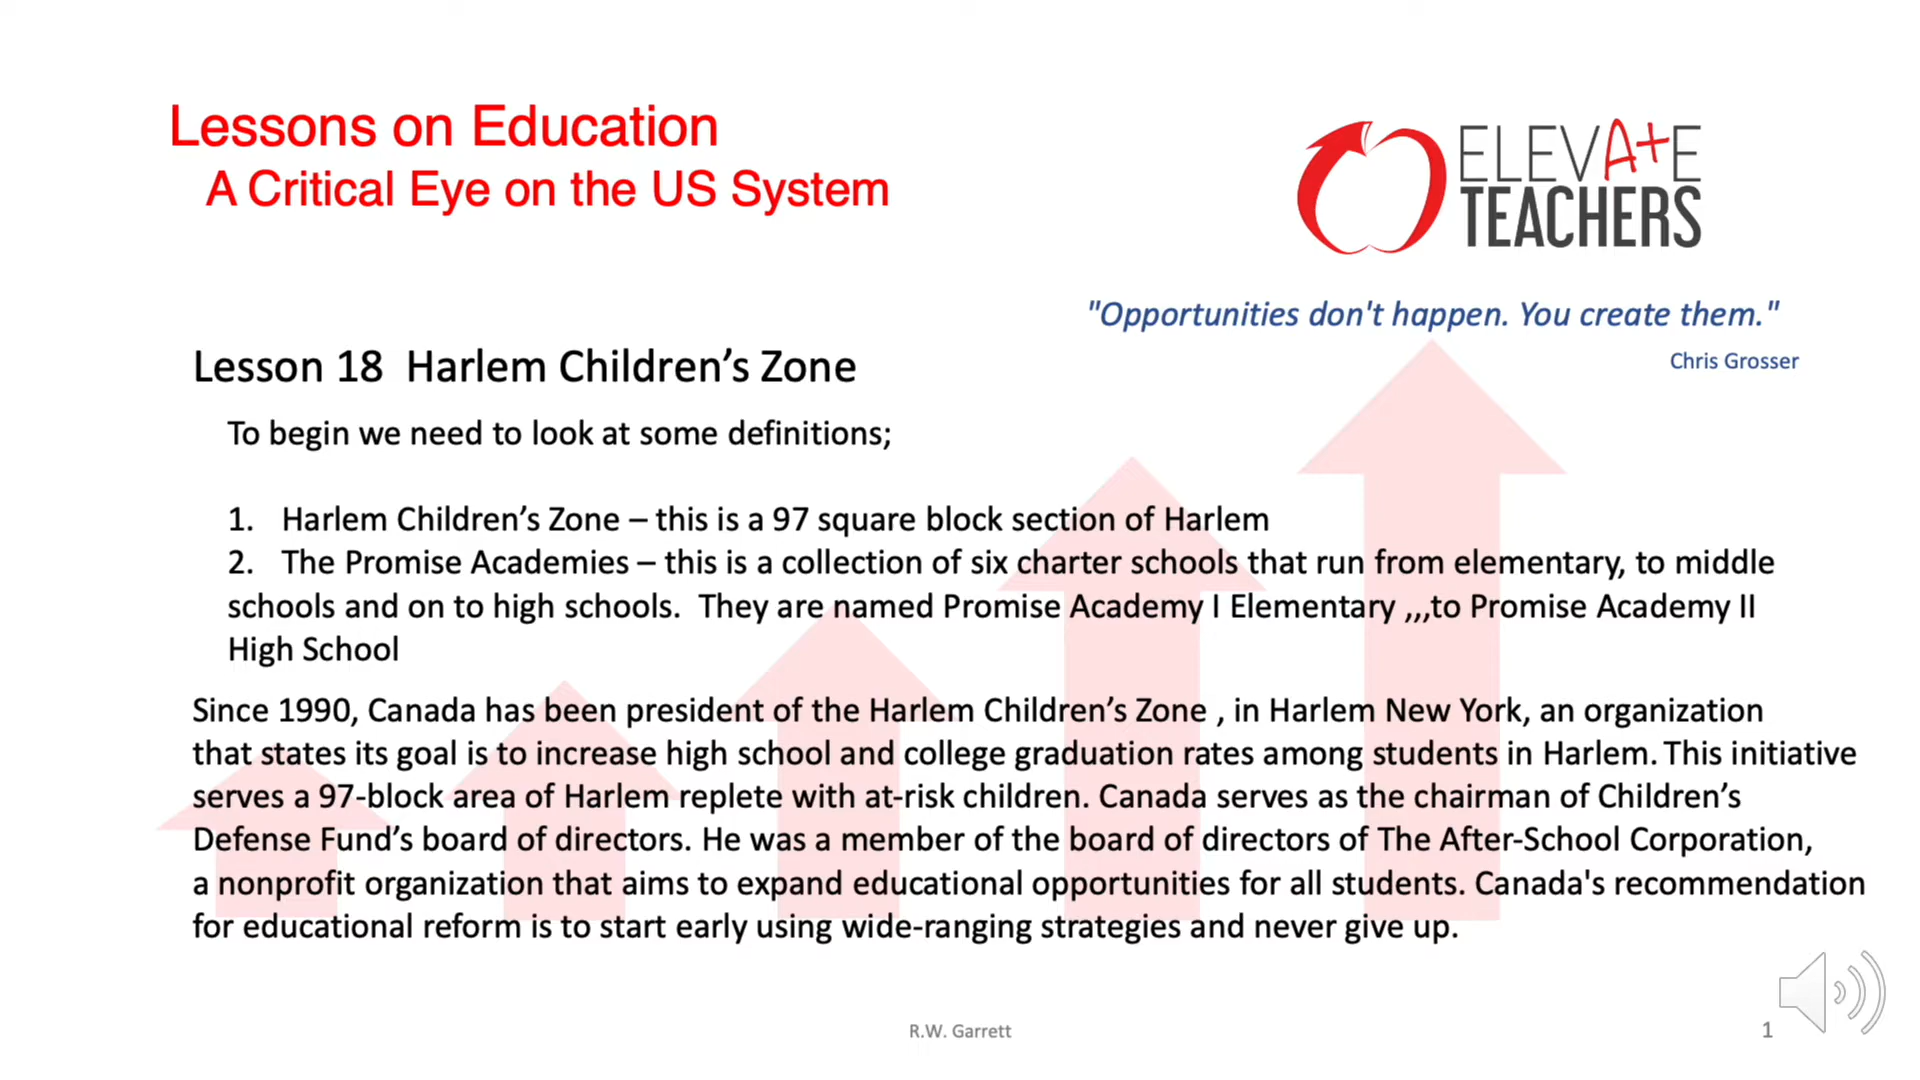 Lessons on Education
A Critical Eye on the US System
ELEVA+E
TEACHERS
"Opportunities don't happen. You create them."
Chris Grosser
Lesson 18  Harlem Children’s Zone
To begin we need to look at some definitions;
1. Harlem Children’s Zone – this is a 97 square block section of Harlem
2. The Promise Academies – this is a collection of six charter schools that run from elementary, to middle
schools and on to high schools.  They are named Promise Academy I Elementary ,,,to Promise Academy II
High School
Since 1990, Canada has been president of the Harlem Children’s Zone , in Harlem New York, an organization
that states its goal is to increase high school and college graduation rates among students in Harlem. This initiative
serves a 97-block area of Harlem replete with at-risk children. Canada serves as the chairman of Children’s
Defense Fund’s board of directors. He was a member of the board of directors of The After-School Corporation,
a nonprofit organization that aims to expand educational opportunities for all students. Canada's recommendation
for educational reform is to start early using wide-ranging strategies and never give up.
R.W. Garrett
1